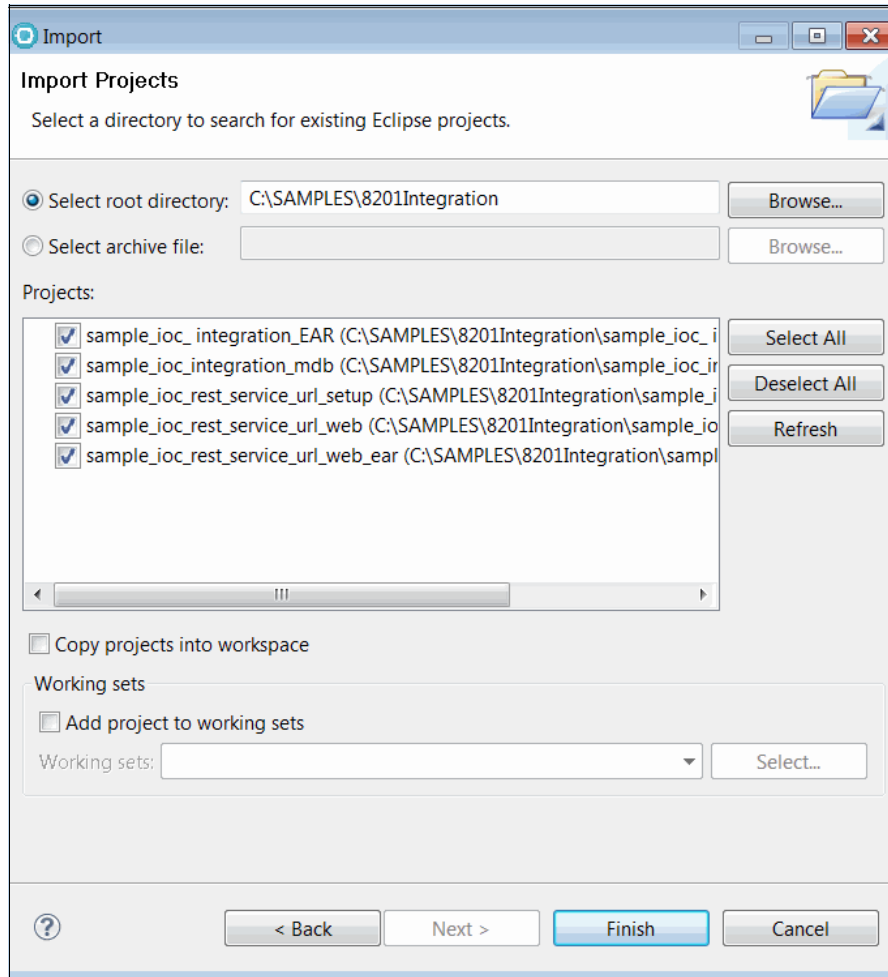 Import
Import Projects
Select a directory to search for existing Eclipse projects.
Select root directory: C:\SAMPLES\8201Integration Browse...
Select archive file: Browse...
Projects:
sample_ioc_ integration_EAR (C:\SAMPLES\8201Integration\sample_ioc_ i
sample_ioc_integration_mdb (C:\SAMPLES\8201Integration\sample_ioc_ir
sample_ioc_rest_service_url_setup (C:\SAMPLES\8201Integration\sample_i
sample_ioc_rest_service_url_web (C:\SAMPLES\8201Integration\sample_io
sample_ioc_rest_service_url_web_ear (C:\SAMPLES\8201Integration\sampl
Select All
Deselect All
Refresh
Copy projects into workspace
Working sets
Add project to working sets
Working sets: Select...
? < Back Next > Finish Cancel